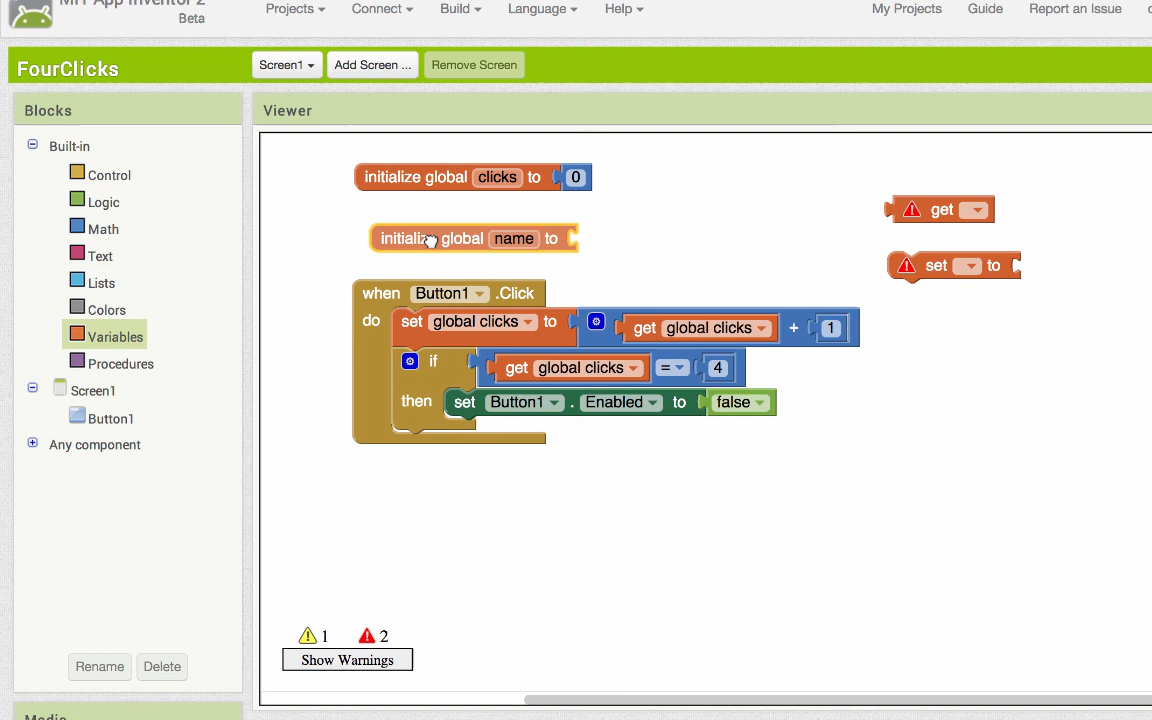 MIT App Inventor 2
Beta
Projects Connect Build Language Help My Projects Guide Report an Issue
FourClicks Screen1 Add Screen ... Remove Screen
Blocks
Viewer
Built-in
Control
Logic
Math
Text
Lists
Colors
Variables
Procedures
Screen1
Button1
Any component
Rename Delete
Media
initialize global clicks to 0
initialize global name to
when Button1 .Click
do set global clicks to get global clicks + 1
if get global clicks = 4
then set Button1 . Enabled to false
get
set to
1 2
Show Warnings